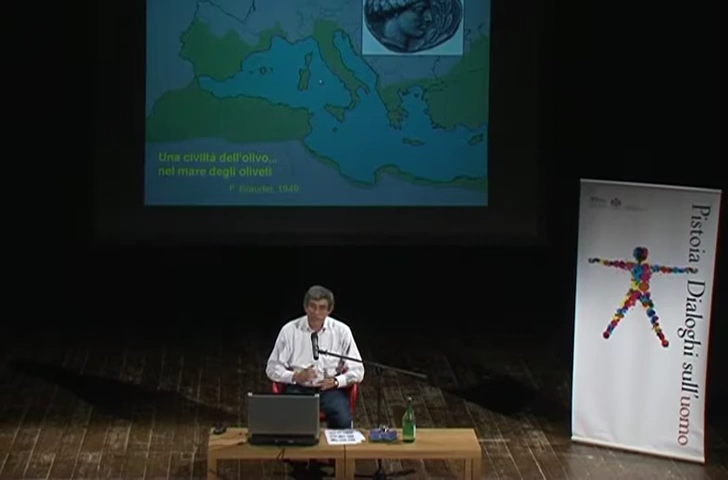 Una civiltà dell'olivo...
nel mare degli oliveti
F. Braudel, 1949
Pistoia
Dialoghi sull'uomo